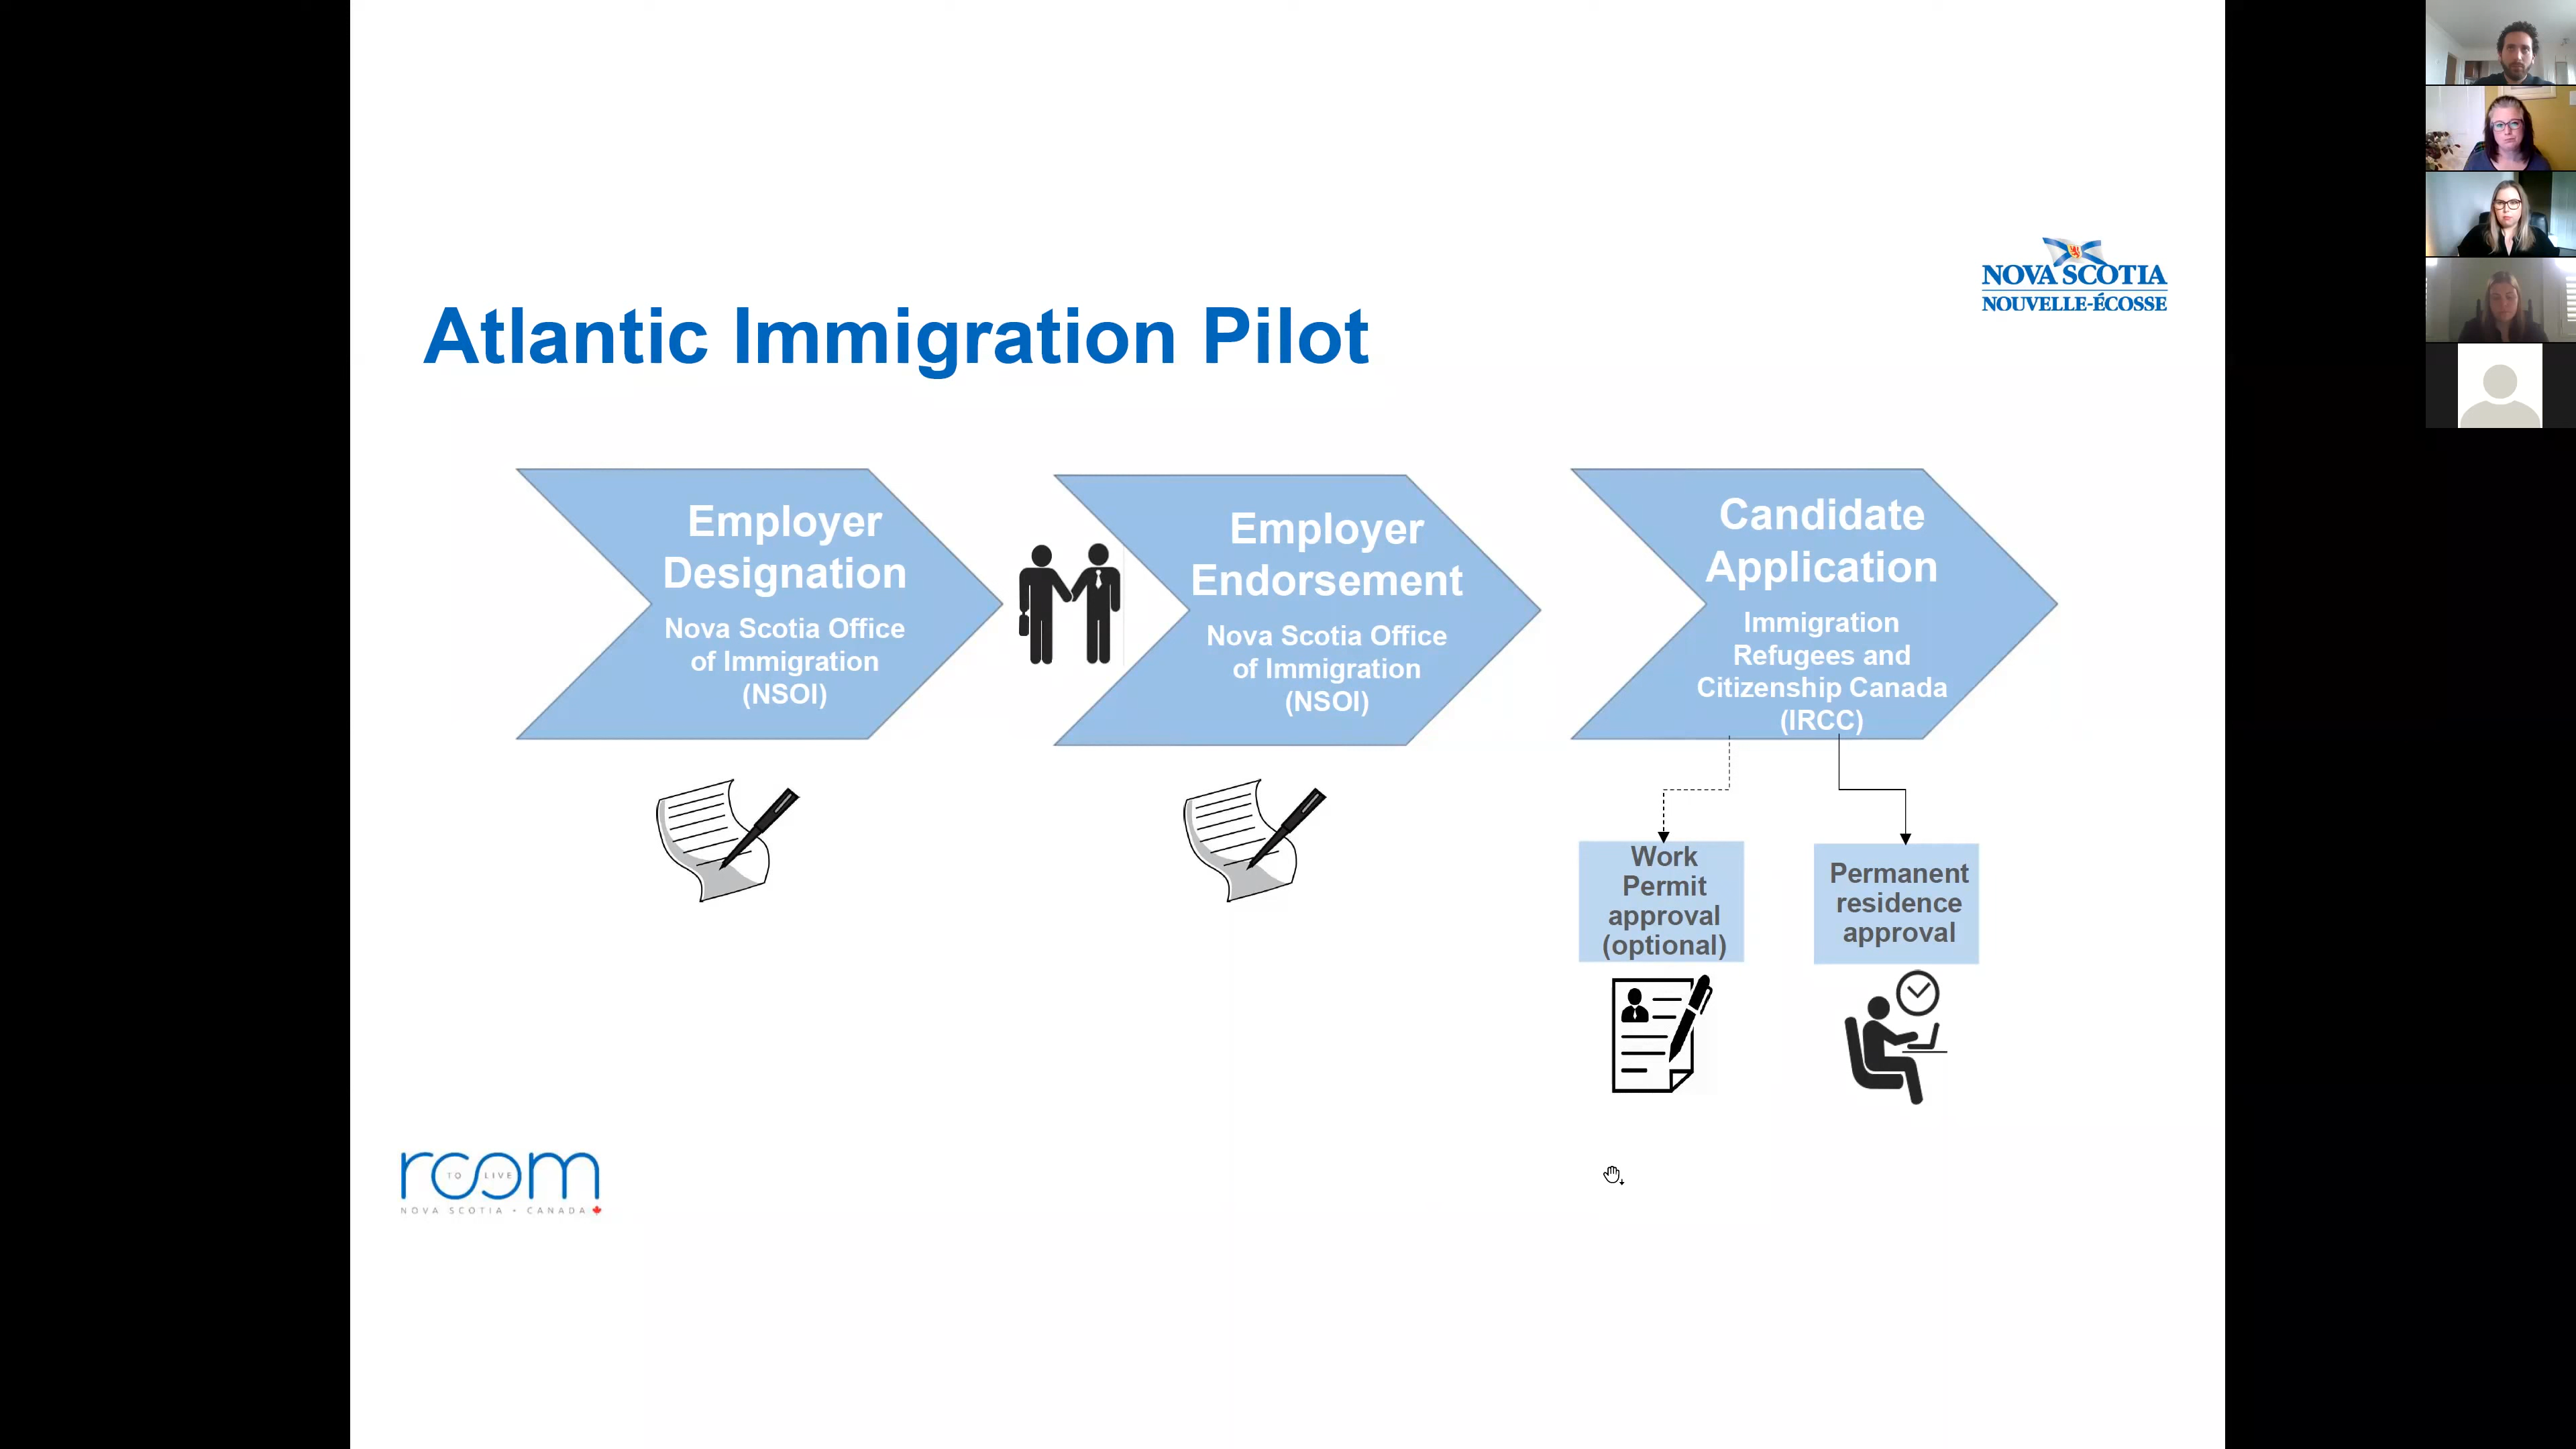 NOVA SCOTIA
NOUVELLE-ÉCOSSE
Atlantic Immigration Pilot
Employer
Designation
Nova Scotia Office
of Immigration
(NSOI)
Employer
Endorsement
Nova Scotia Office
of Immigration
(NSOI)
Candidate
Application
Immigration
Refugees and
Citizenship Canada
(IRCC)
Work
Permit
approval
(optional)
Permanent
residence
approval
room
TO LIVE
NOVA SCOTIA • CANADA